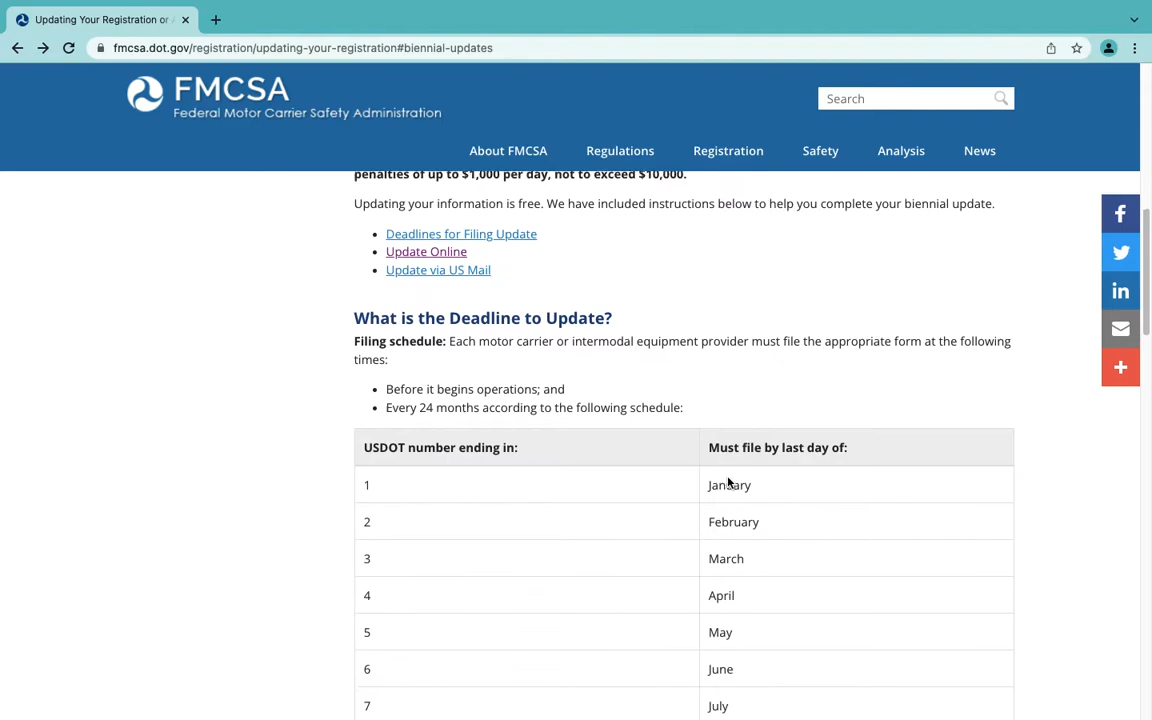 Updating Your Registration or
fmcsa.dot.gov/registration/updating-your-registration#biennial-updates
FMCSA
Federal Motor Carrier Safety Administration
Search
About FMCSA Regulations Registration Safety Analysis News
penalties of up to $1,000 per day, not to exceed $10,000.
Updating your information is free. We have included instructions below to help you complete your biennial update.
Deadlines for Filing Update
Update Online
Update via US Mail
What is the Deadline to Update?
Filing schedule: Each motor carrier or intermodal equipment provider must file the appropriate form at the following
times:
Before it begins operations; and
Every 24 months according to the following schedule:
USDOT number ending in: Must file by last day of:
1 January
2 February
3 March
4 April
5 May
6 June
7 July